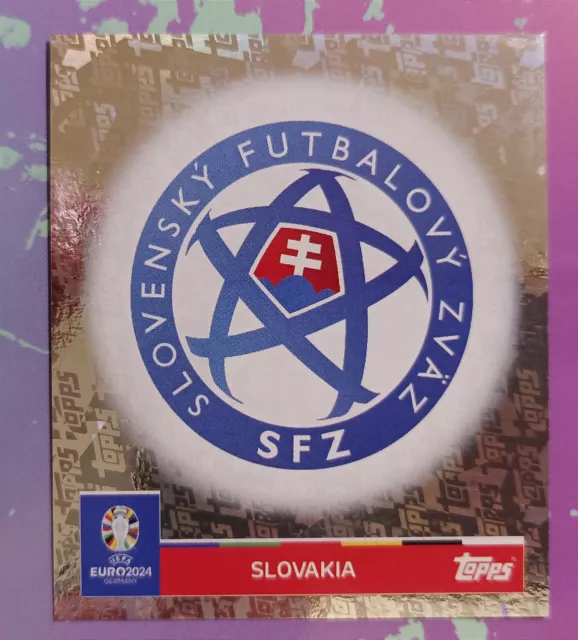 SLOVENSKÝ FUTBALOVÝ ZVÄZ
SFZ
UEFA
EURO2024
GERMANY
SLOVAKIA
Topps